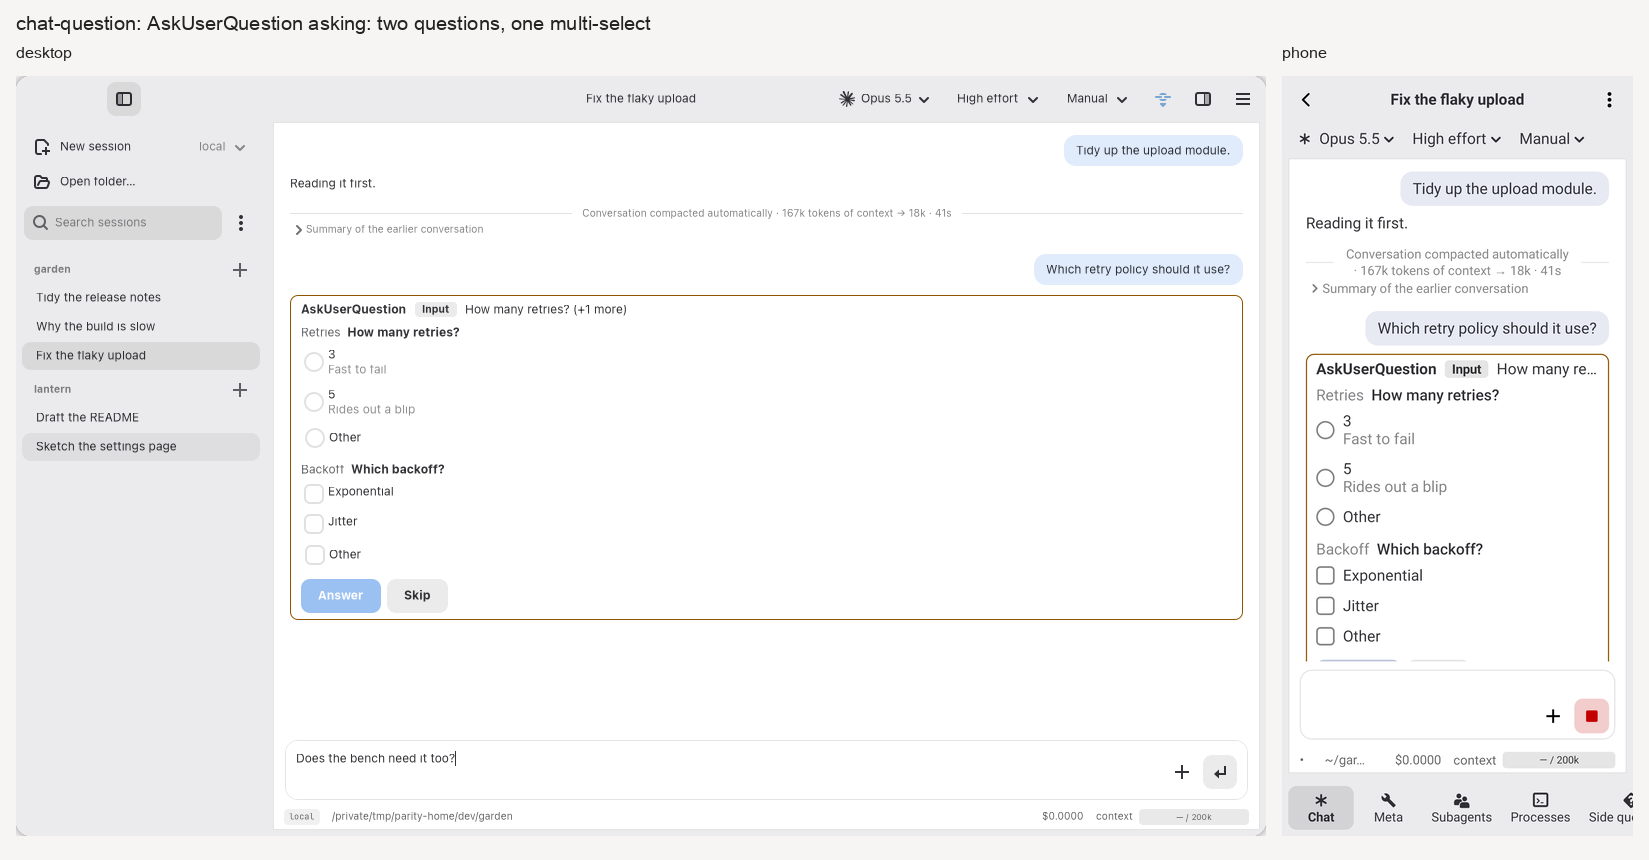 chat-question: AskUserQuestion asking: two questions, one multi-select
desktop
Fix the flaky upload
Opus 5.5
High effort
Manual
New session
local
Open folder...
Search sessions
garden
Tidy the release notes
Why the build is slow
Fix the flaky upload
lantern
Draft the README
Sketch the settings page
Tidy up the upload module.
Reading it first.
Conversation compacted automatically · 167k tokens of context → 18k · 41s
Summary of the earlier conversation
Which retry policy should it use?
AskUserQuestion Input How many retries? (+1 more)
Retries How many retries?
3
Fast to fail
5
Rides out a blip
Other
Backoff Which backoff?
Exponential
Jitter
Other
Answer Skip
Does the bench need it too?
local /private/tmp/parity-home/dev/garden
$0.0000 context – / 200k
phone
Fix the flaky upload
Opus 5.5 High effort Manual
Tidy up the upload module.
Reading it first.
Conversation compacted automatically
· 167k tokens of context → 18k · 41s
Summary of the earlier conversation
Which retry policy should it use?
AskUserQuestion Input How many re...
Retries How many retries?
3
Fast to fail
5
Rides out a blip
Other
Backoff Which backoff?
Exponential
Jitter
Other
• ~/gar... $0.0000 context – / 200k
Chat Meta Subagents Processes Side qu